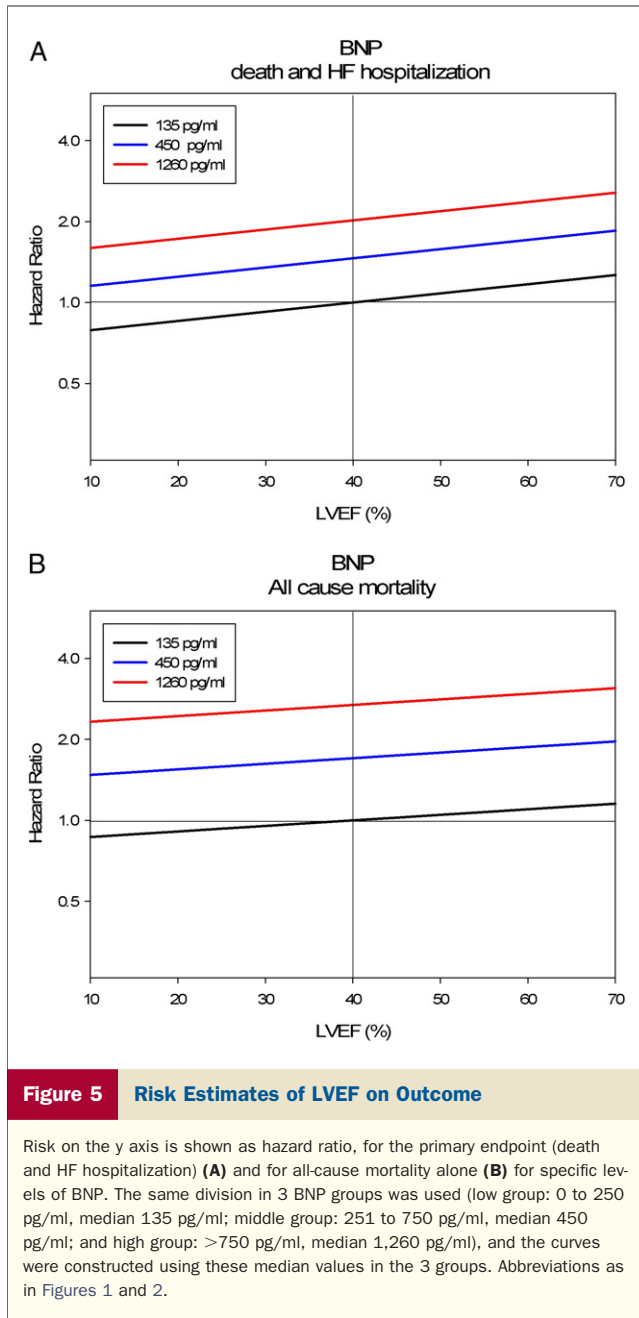 A
BNP
death and HF hospitalization
135 pg/ml
450 pg/ml
1260 pg/ml
4.0
2.0
1.0
0.5
Hazard Ratio
10 20 30 40 50 60 70
LVEF (%)
B
BNP
All cause mortality
135 pg/ml
450 pg/ml
1260 pg/ml
4.0
2.0
1.0
0.5
Hazard Ratio
10 20 30 40 50 60 70
LVEF (%)
Figure 5 Risk Estimates of LVEF on Outcome
Risk on the y axis is shown as hazard ratio, for the primary endpoint (death
and HF hospitalization) (A) and for all-cause mortality alone (B) for specific lev-
els of BNP. The same division in 3 BNP groups was used (low group: 0 to 250
pg/ml, median 135 pg/ml; middle group: 251 to 750 pg/ml, median 450
pg/ml; and high group: >750 pg/ml, median 1,260 pg/ml), and the curves
were constructed using these median values in the 3 groups. Abbreviations as
in Figures 1 and 2.